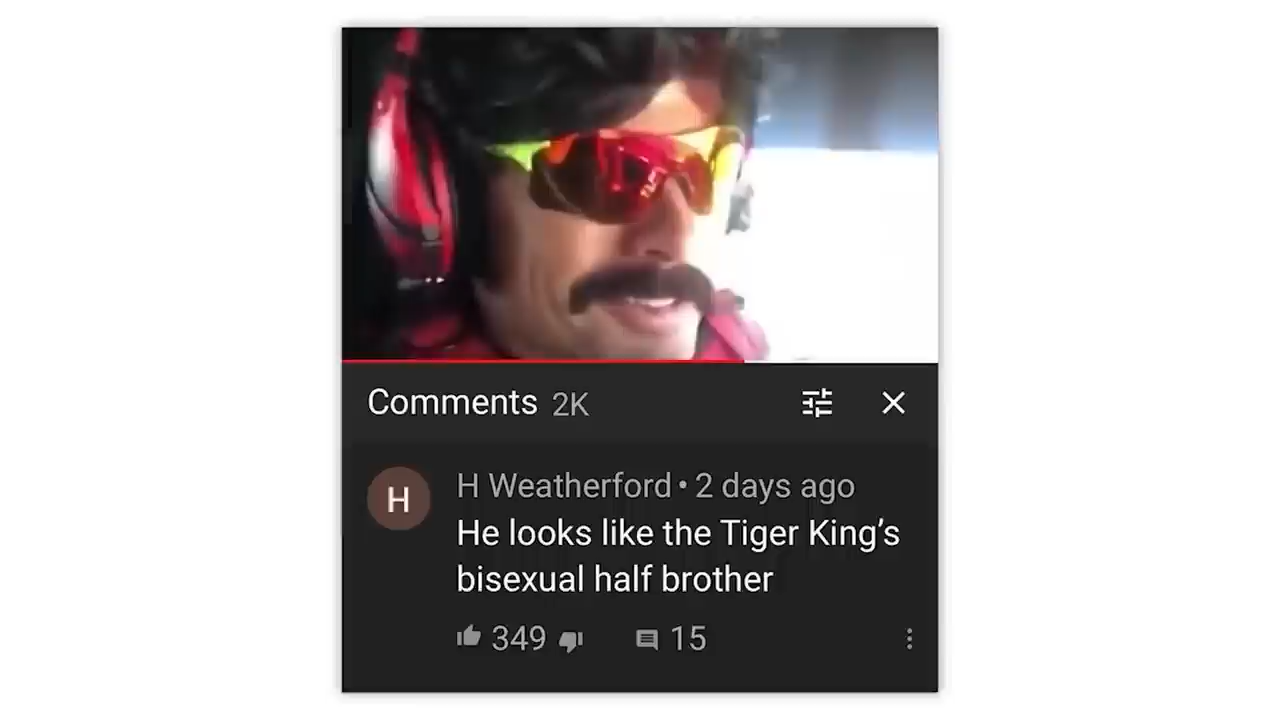 Comments 2K
H
H Weatherford • 2 days ago
He looks like the Tiger King’s
bisexual half brother
349 15